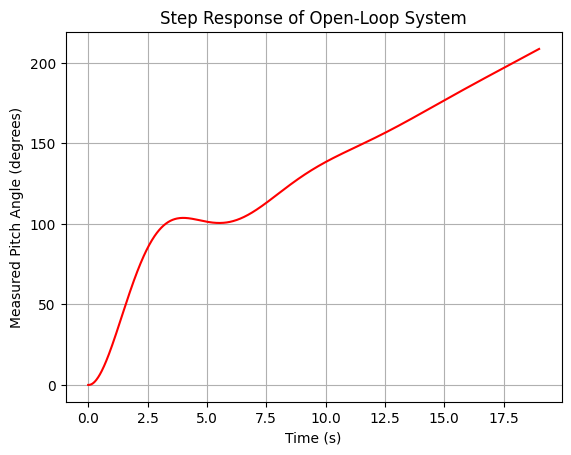 Step Response of Open-Loop System
Measured Pitch Angle (degrees)
200
150
100
50
0
0.0 2.5 5.0 7.5 10.0 12.5 15.0 17.5
Time (s)